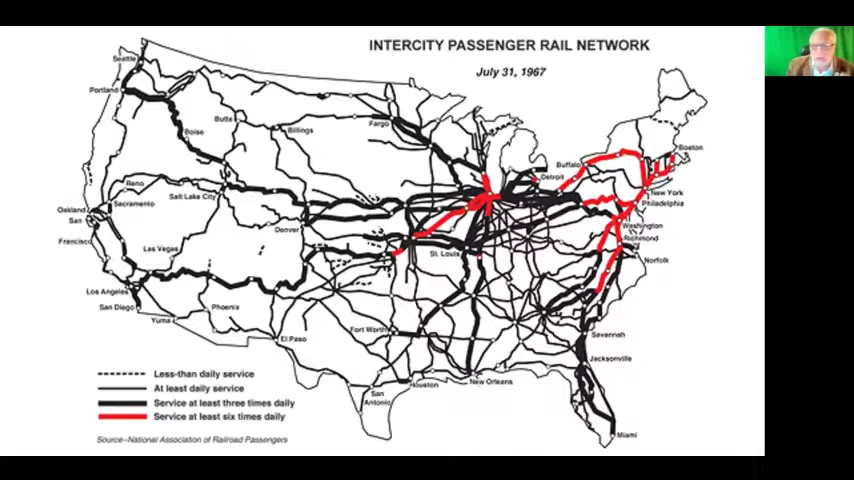 INTERCITY PASSENGER RAIL NETWORK
July 31, 1967
Seattle
Portland
Butte
Billings
Fargo
Boise
Boston
Buffalo
Detroit
Reno
Salt Lake City
New York
Philadelphia
Oakland
Sacramento
San
Francisco
Denver
Washington
Richmond
Las Vegas
St. Louis
Norfolk
Los Angeles
San Diego
Phoenix
Yuma
El Paso
Fort Worth
Savannah
Jacksonville
Houston
New Orleans
San
Antonio
Miami
Less-than daily service
At least daily service
Service at least three times daily
Service at least six times daily
Source--National Association of Railroad Passengers